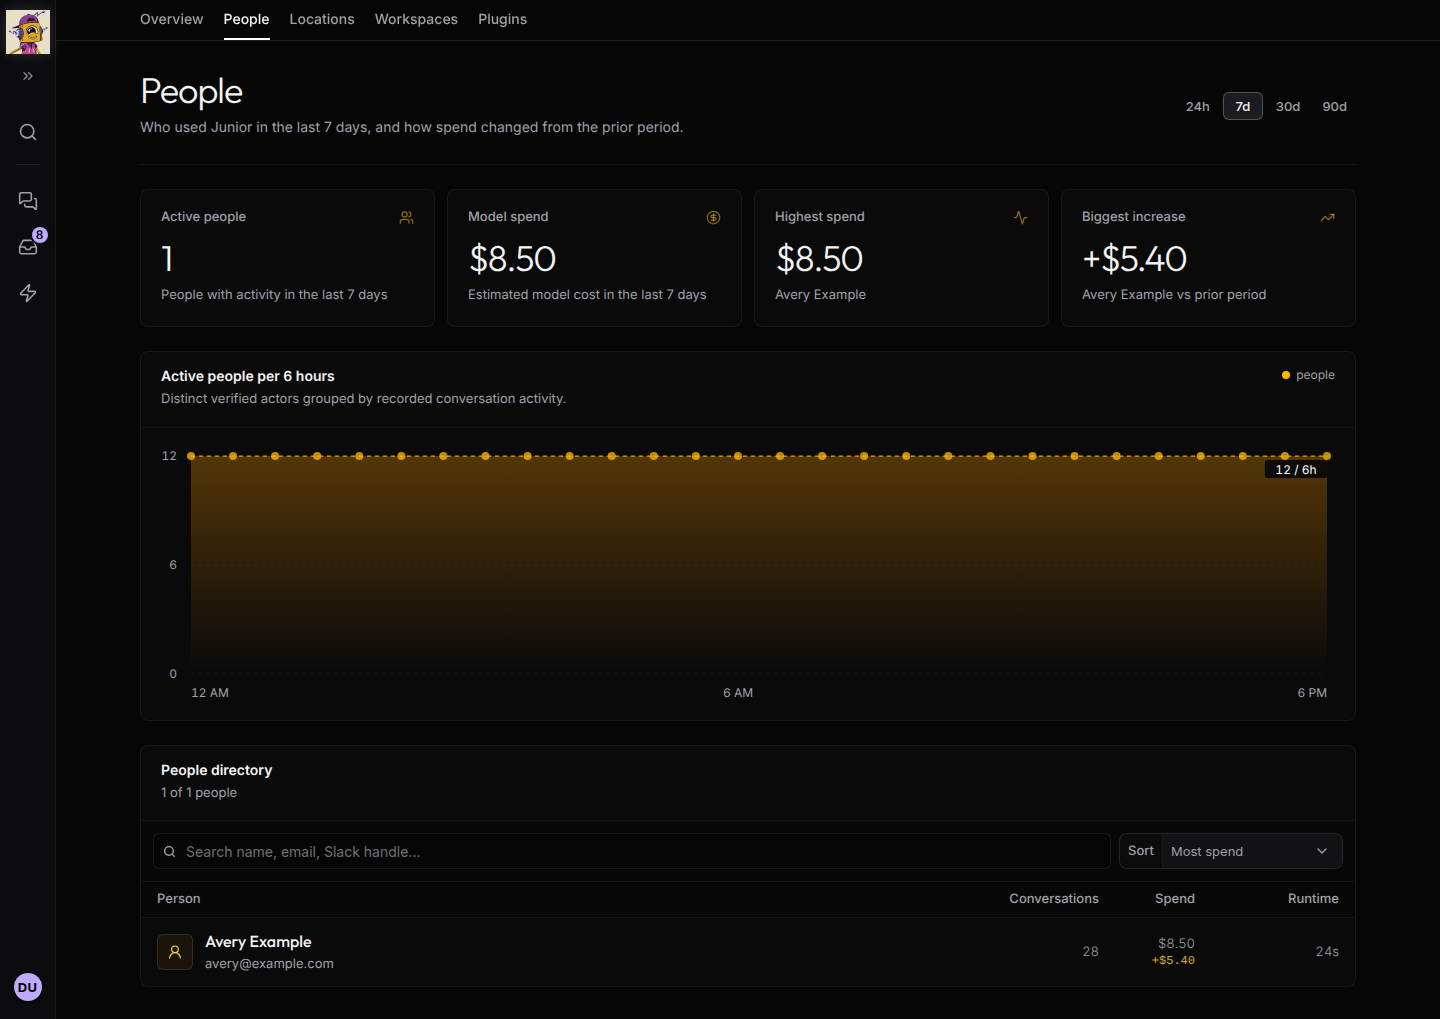 Overview People Locations Workspaces Plugins
People
Who used Junior in the last 7 days, and how spend changed from the prior period.
24h 7d 30d 90d
8
Active people
1
People with activity in the last 7 days
Model spend
$8.50
Estimated model cost in the last 7 days
Highest spend
$8.50
Avery Example
Biggest increase
+$5.40
Avery Example vs prior period
Active people per 6 hours
Distinct verified actors grouped by recorded conversation activity.
people
12
12 / 6h
6
0
12 AM 6 AM 6 PM
People directory
1 of 1 people
Search name, email, Slack handle...
Sort Most spend
Person Conversations Spend Runtime
Avery Example
avery@example.com
28
$8.50
+$5.40
24s
DU